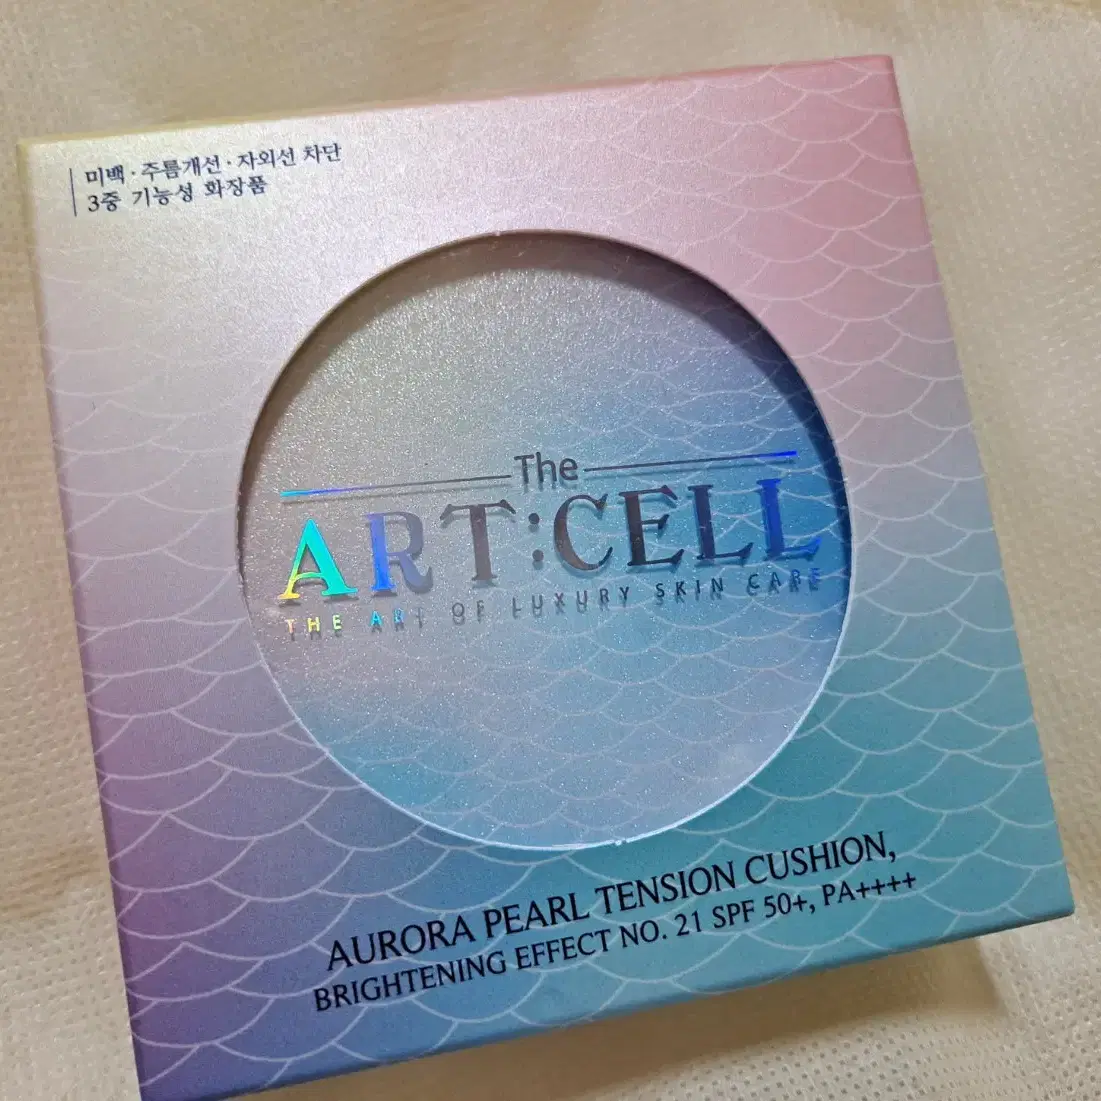 미백·주름개선·자외선 차단
3중 기능성 화장품
The
ART:CELL
THE ART OF LUXURY SKIN CARE
AURORA PEARL TENSION CUSHION,
BRIGHTENING EFFECT NO. 21 SPF 50+, PA++++